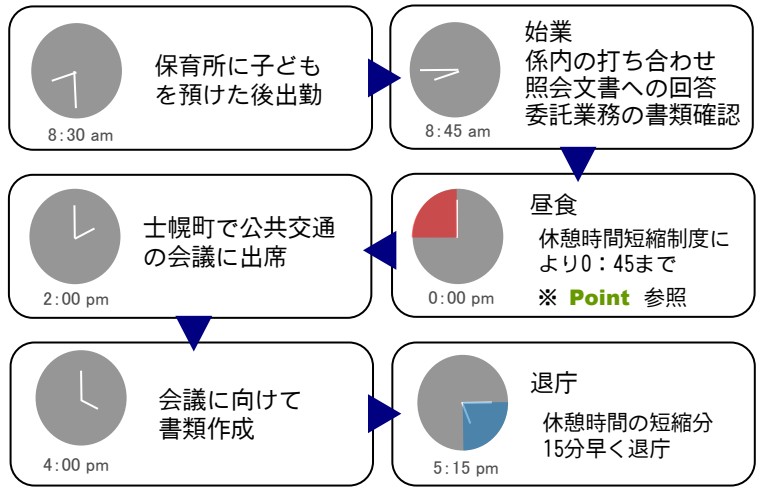 保育所に子ども
を預けた後出勤
8:30 am
始業
係内の打ち合わせ
照会文書への回答
委託業務の書類確認
8:45 am
昼食
休憩時間短縮制度に
より0：45まで
※ Point 参照
0:00 pm
士幌町で公共交通
の会議に出席
2:00 pm
会議に向けて
書類作成
4:00 pm
退庁
休憩時間の短縮分
15分早く退庁
5:15 pm